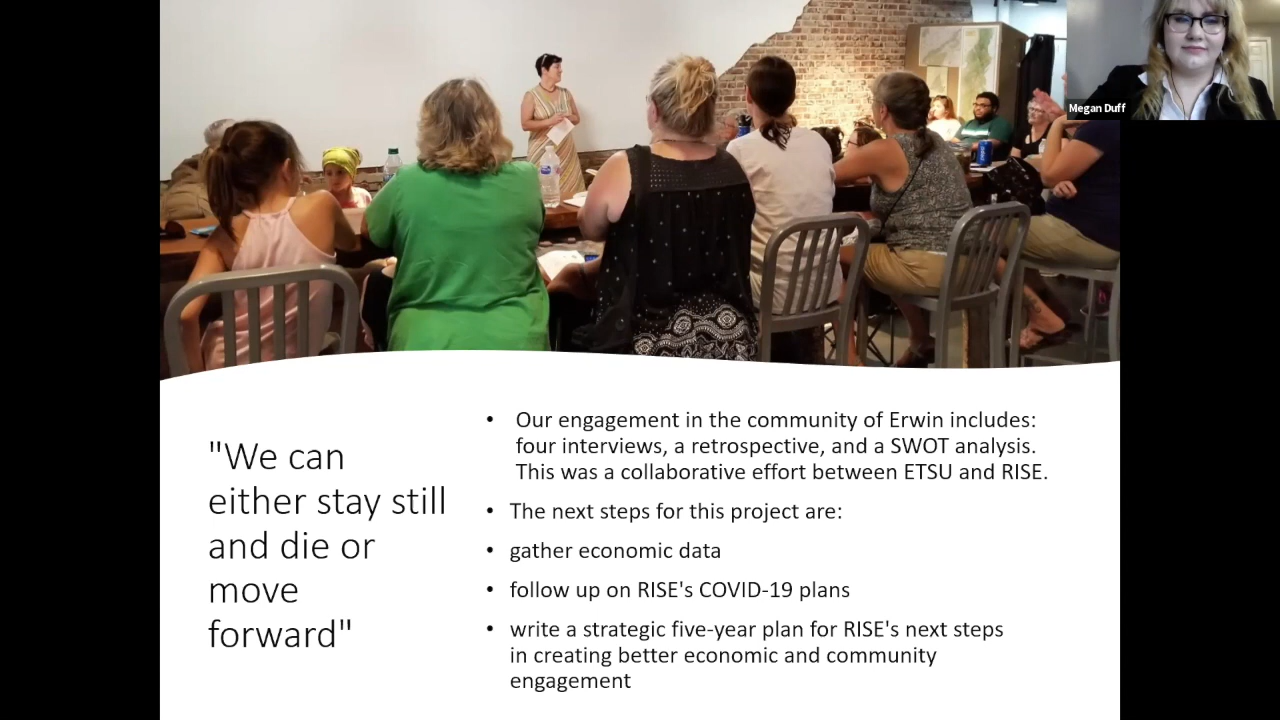 Megan Duff
"We can
either stay still
and die or
move
forward"
• Our engagement in the community of Erwin includes:
four interviews, a retrospective, and a SWOT analysis.
This was a collaborative effort between ETSU and RISE.
• The next steps for this project are:
• gather economic data
• follow up on RISE's COVID-19 plans
• write a strategic five-year plan for RISE's next steps
in creating better economic and community
engagement